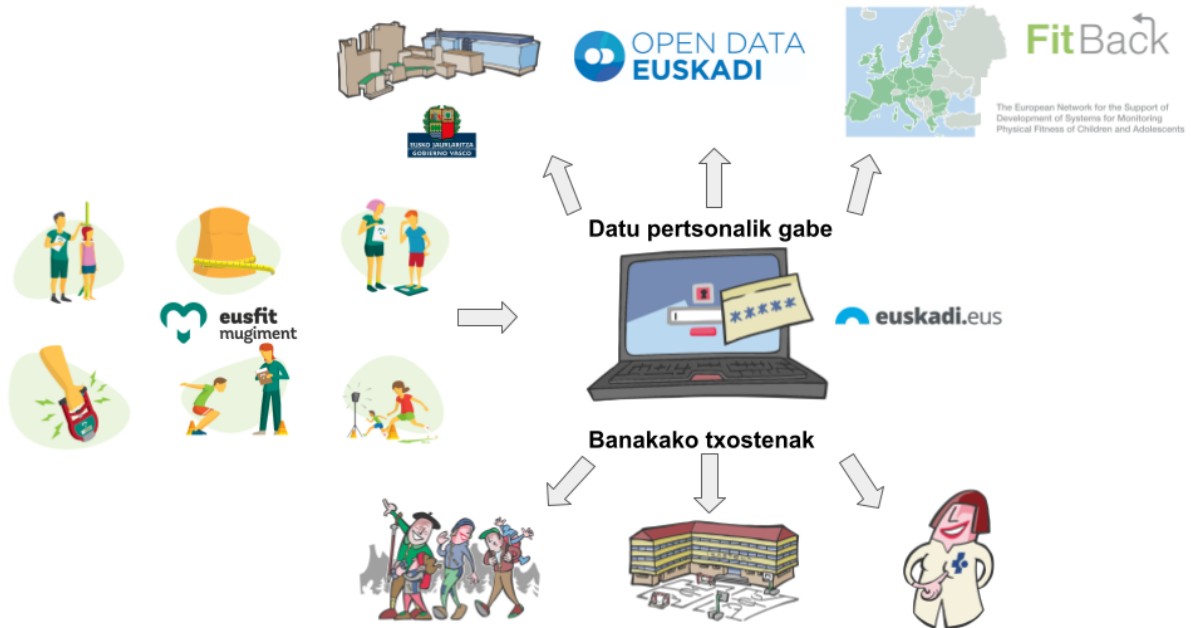 OPEN DATA
EUSKADI
FitBack
The European Network for the Support of
Development of Systems for Monitoring
Physical Fitness of Children and Adolescents
EUSKO JAURLARITZA
GOBIERNO VASCO
Datu pertsonalik gabe
eusfit
mugiment
*****
euskadi.eus
Banakako txostenak